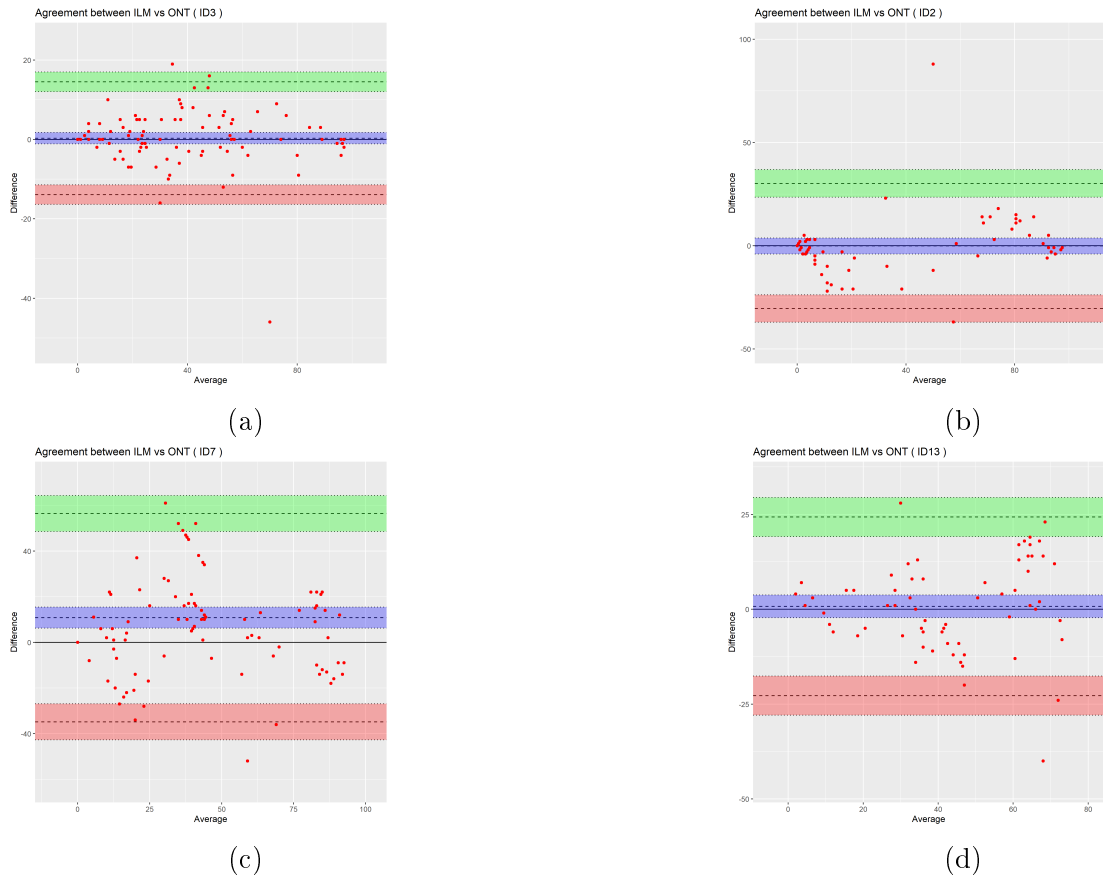 Agreement between ILM vs ONT ( ID3 )
Difference
20
0
-20
-40
0
40
80
Average
(a)
Agreement between ILM vs ONT ( ID2 )
Difference
100
50
0
-50
0
40
80
Average
(b)
Agreement between ILM vs ONT ( ID7 )
Difference
40
0
-40
0
25
50
75
100
Average
(c)
Agreement between ILM vs ONT ( ID13 )
Difference
25
0
-25
-50
0
20
40
60
80
Average
(d)